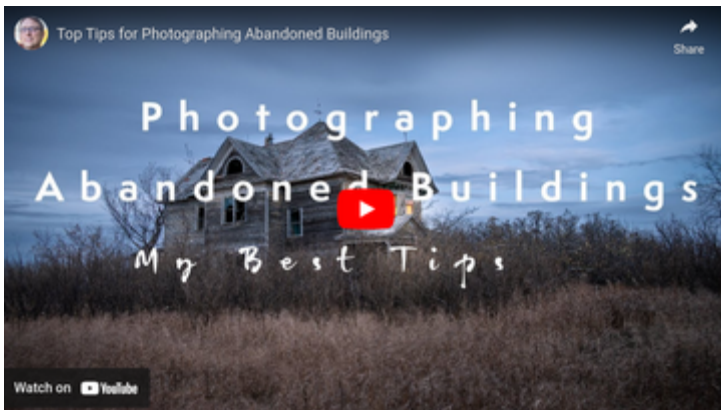 Top Tips for Photographing Abandoned Buildings
Share
Photographing
Abandoned Buildings
My Best Tips
Watch on YouTube